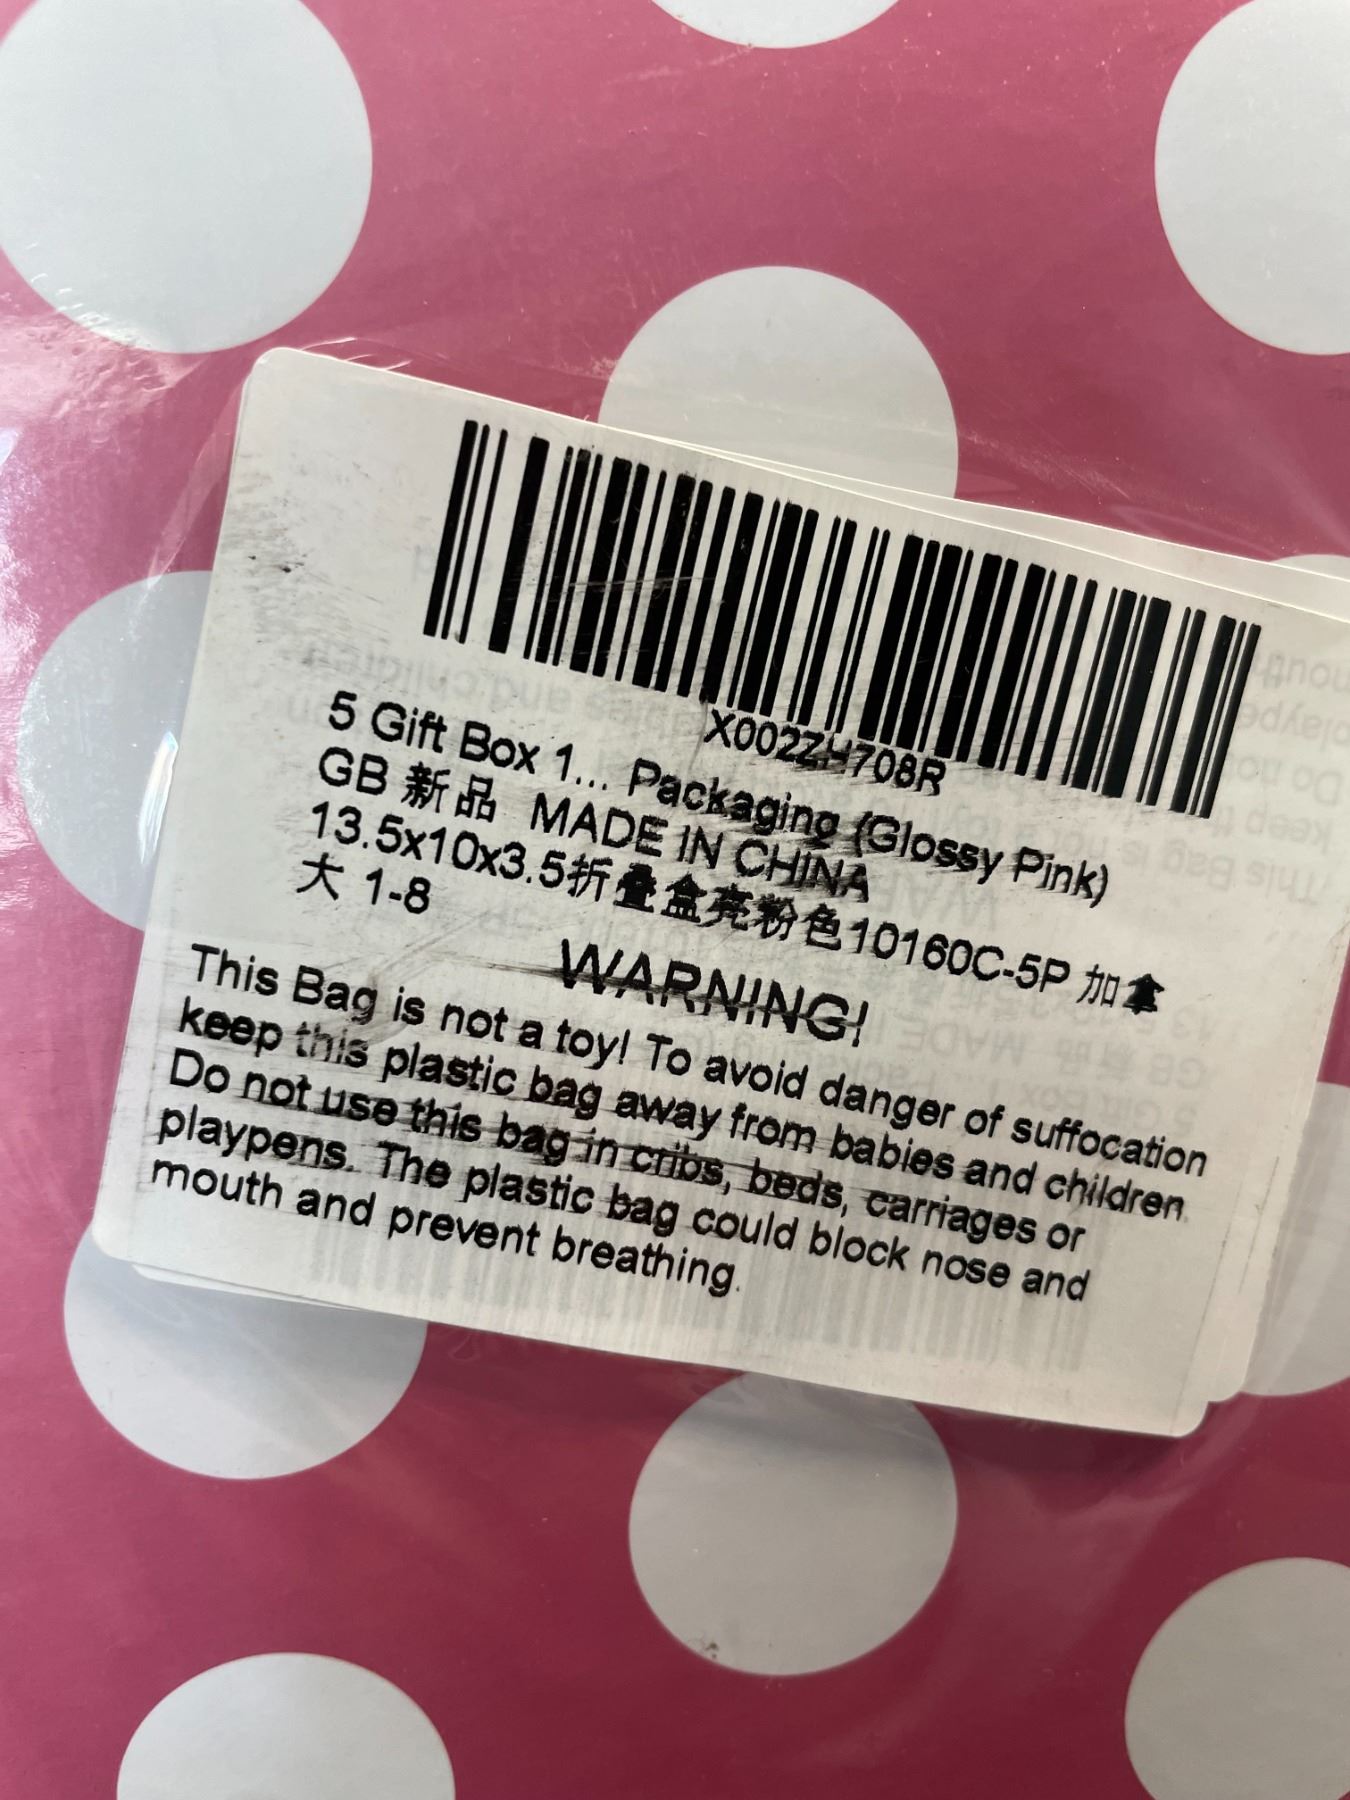 X002ZH708R
5 Gift Box 1... Packaging (Glossy Pink)
GB 新品 MADE IN CHINA
13.5x10x3.5折叠盒亮粉色10160C-5P 加拿
大 1-8
WARNING!
This Bag is not a toy! To avoid danger of suffocation
keep this plastic bag away from babies and children.
Do not use this bag in cribs, beds, carriages or
playpens. The plastic bag could block nose and
mouth and prevent breathing.